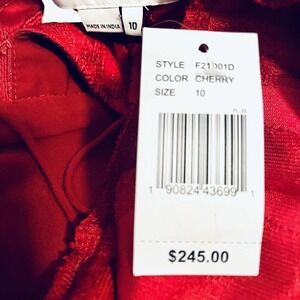 MADE IN INDIA
10
STYLE F21001D
COLOR CHERRY
SIZE 10
1 90824 43699 1
$245.00